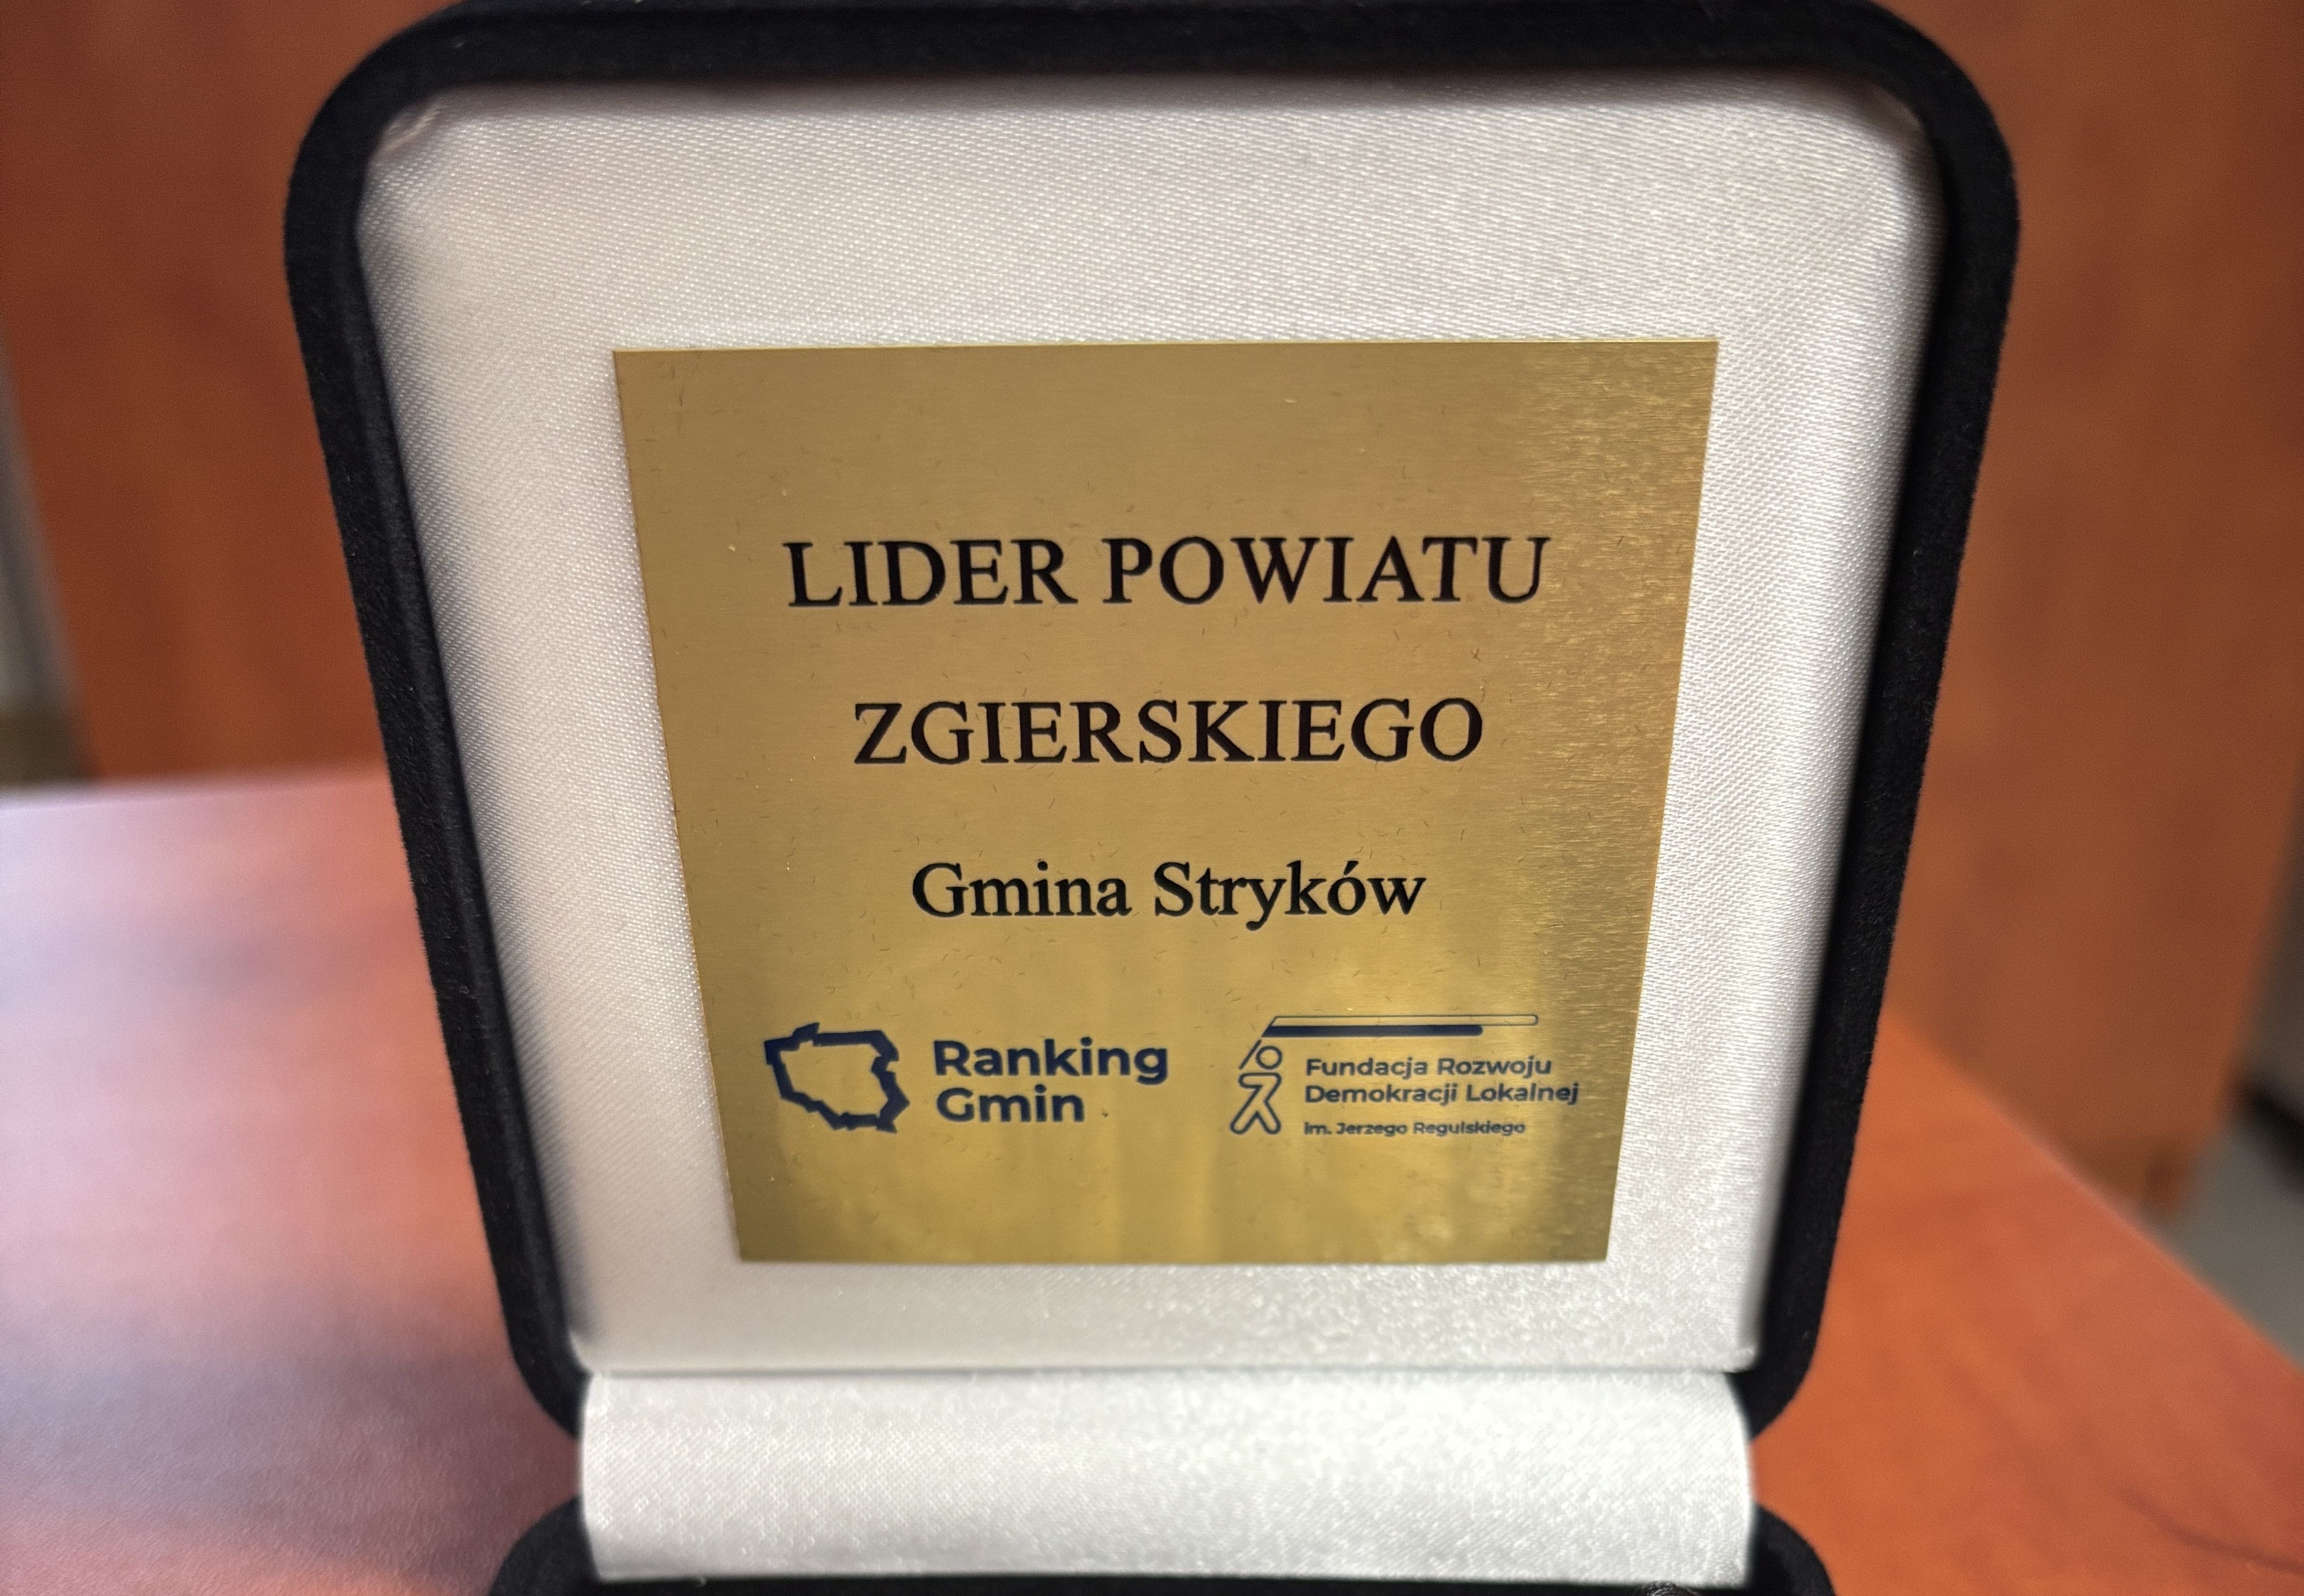 LIDER POWIATU
ZGIERSKIEGO
Gmina Stryków
Ranking
Gmin
Fundacja Rozwoju
Demokracji Lokalnej
im. Jerzego Regulskiego